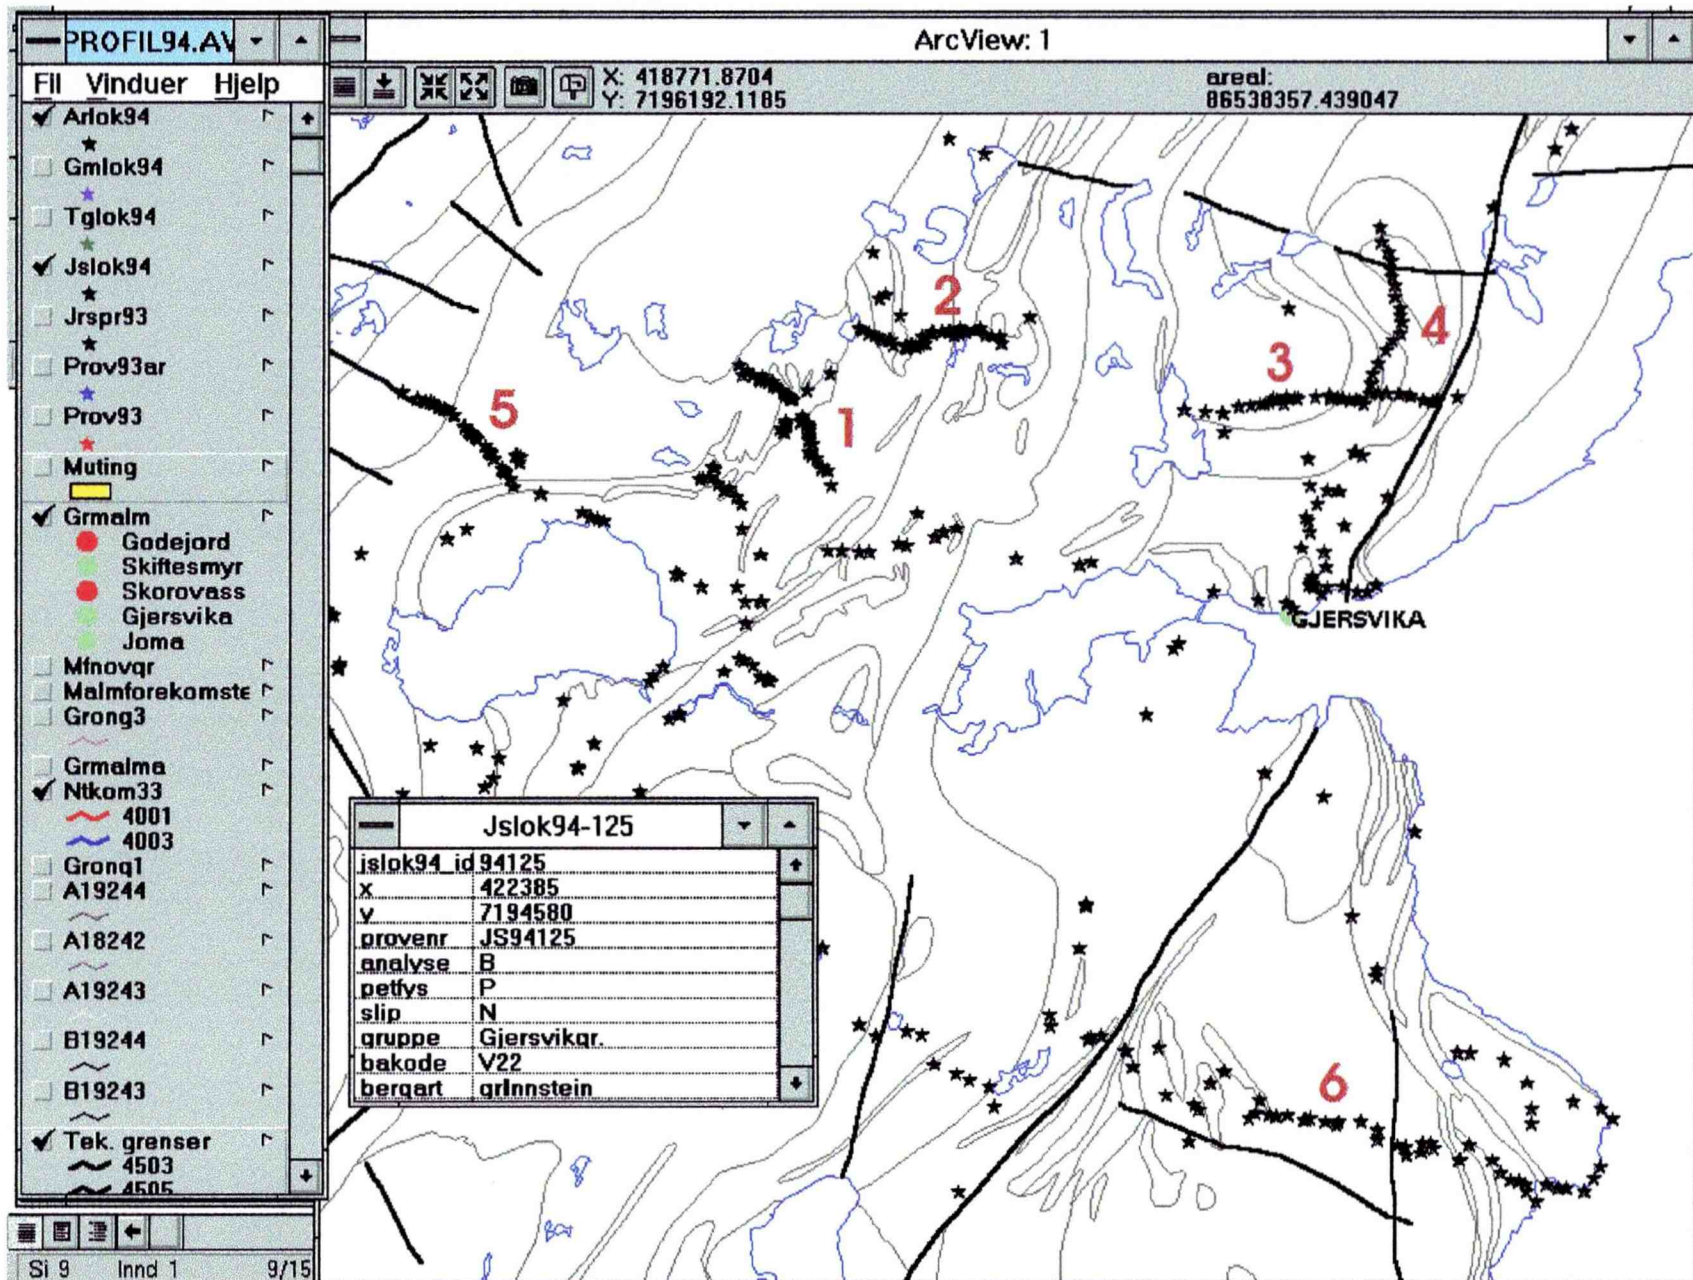 PROFIL94.AV
ArcView: 1
Fil Vinduer Hjelp
X: 418771.8704
Y: 7196192.1185
areal:
86538357.439047
Arlok94
Gmlok94
Tglok94
Jslok94
Jrspr93
Prov93ar
Prov93
Muting
Grmalm
Godejord
Skiftesmyr
Skorovass
Gjersvika
Joma
Mfnovgr
Malmforekomste
Grong3
Grmalma
Ntkom33
4001
4003
Grong1
A19244
A18242
A19243
B19244
B19243
Tek. grenser
4503
4505
Si 9 Innd 1 9/15
2
4
3
5
1
GJERSVIKA
6
Jslok94-125
jslok94_id 94125
x 422385
y 7194580
provenr JS94125
analyse B
petfys P
slip N
gruppe Gjersvikgr.
bakode V22
bergart grInnstein